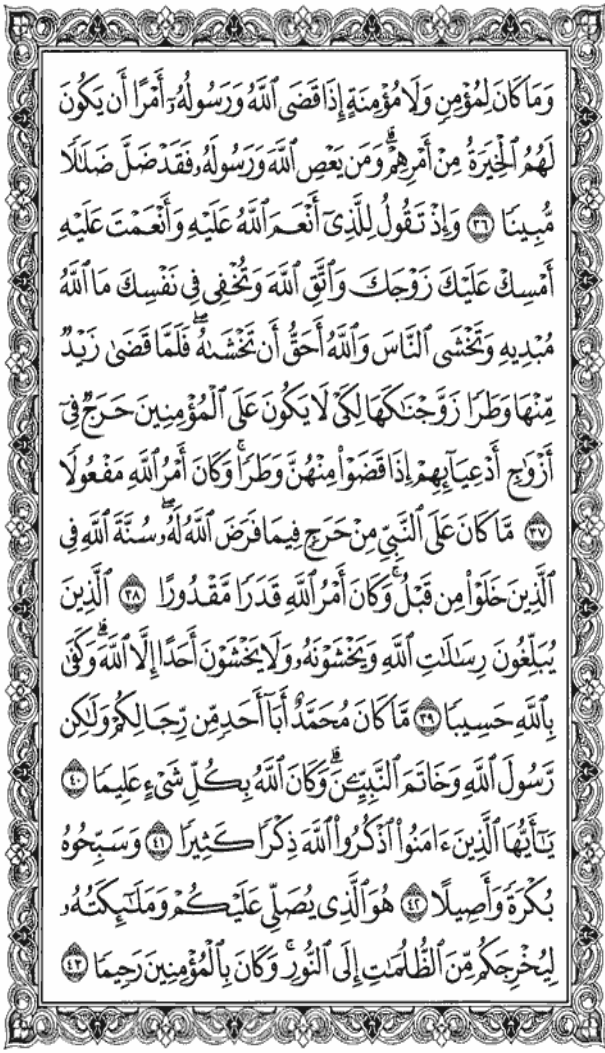 وَمَا كَانَ لِمُؤْمِنٍ وَلَا مُؤْمِنَةٍ إِذَا قَضَى ٱللَّهُ وَرَسُولُهُۥٓ أَمْرًا أَن يَكُونَ
لَهُمُ ٱلْخِيَرَةُ مِنْ أَمْرِهِمْ ۗ وَمَن يَعْصِ ٱللَّهَ وَرَسُولَهُۥ فَقَدْ ضَلَّ ضَلَٰلًا
مُّبِينًا ٣٦ وَإِذْ تَقُولُ لِلَّذِىٓ أَنْعَمَ ٱللَّهُ عَلَيْهِ وَأَنْعَمْتَ عَلَيْهِ
أَمْسِكْ عَلَيْكَ زَوْجَكَ وَٱتَّقِ ٱللَّهَ وَتُخْفِى فِى نَفْسِكَ مَا ٱللَّهُ
مُبْدِيهِ وَتَخْشَى ٱلنَّاسَ وَٱللَّهُ أَحَقُّ أَن تَخْشَىٰهُ ۖ فَلَمَّا قَضَىٰ زَيْدٌ
مِّنْهَا وَطَرًا زَوَّجْنَٰكَهَا لِكَىْ لَا يَكُونَ عَلَى ٱلْمُؤْمِنِينَ حَرَجٌ فِىٓ
أَزْوَٰجِ أَدْعِيَآئِهِمْ إِذَا قَضَوْا۟ مِنْهُنَّ وَطَرًا ۚ وَكَانَ أَمْرُ ٱللَّهِ مَفْعُولًا
٣٧ مَّا كَانَ عَلَى ٱلنَّبِىِّ مِنْ حَرَجٍ فِيمَا فَرَضَ ٱللَّهُ لَهُۥ ۖ سُنَّةَ ٱللَّهِ فِى
ٱلَّذِينَ خَلَوْا۟ مِن قَبْلُ ۚ وَكَانَ أَمْرُ ٱللَّهِ قَدَرًا مَّقْدُورًا ٣٨ ٱلَّذِينَ
يُبَلِّغُونَ رِسَٰلَٰتِ ٱللَّهِ وَيَخْشَوْنَهُۥ وَلَا يَخْشَوْنَ أَحَدًا إِلَّا ٱللَّهَ ۗ وَكَفَىٰ
بِٱللَّهِ حَسِيبًا ٣٩ مَّا كَانَ مُحَمَّدٌ أَبَآ أَحَدٍ مِّن رِّجَالِكُمْ وَلَٰكِن
رَّسُولَ ٱللَّهِ وَخَاتَمَ ٱلنَّبِيِّۦنَ ۗ وَكَانَ ٱللَّهُ بِكُلِّ شَىْءٍ عَلِيمًا ٤٠
يَٰٓأَيُّهَا ٱلَّذِينَ ءَامَنُوا۟ ٱذْكُرُوا۟ ٱللَّهَ ذِكْرًا كَثِيرًا ٤١ وَسَبِّحُوهُ
بُكْرَةً وَأَصِيلًا ٤٢ هُوَ ٱلَّذِى يُصَلِّى عَلَيْكُمْ وَمَلَٰٓئِكَتُهُۥ
لِيُخْرِجَكُم مِّنَ ٱلظُّلُمَٰتِ إِلَى ٱلنُّورِ ۚ وَكَانَ بِٱلْمُؤْمِنِينَ رَحِيمًا ٤٣